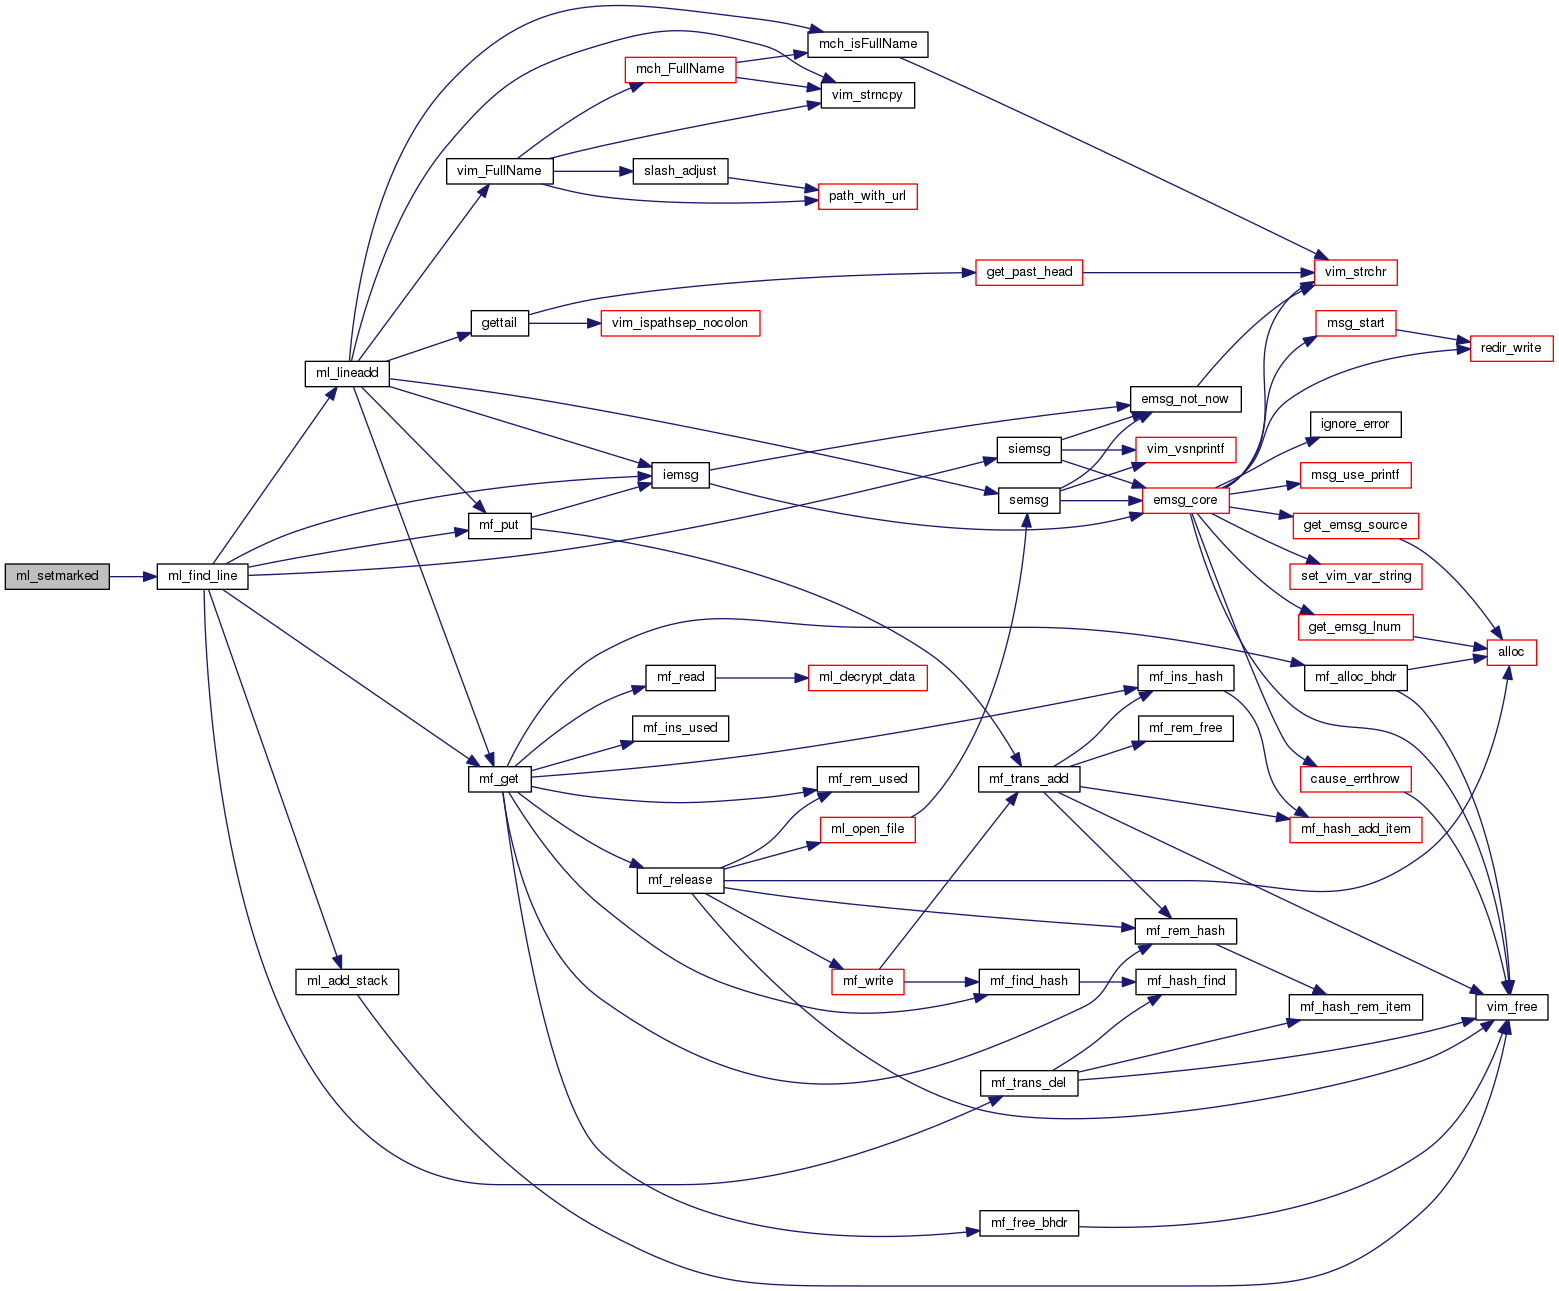 mch_isFullName
mch_FullName
vim_strncpy
vim_FullName
slash_adjust
path_with_url
get_past_head
vim_strchr
gettail
vim_ispathsep_nocolon
msg_start
redir_write
ml_lineadd
emsg_not_now
ignore_error
siemsg
vim_vsnprintf
iemsg
msg_use_printf
semsg
emsg_core
mf_put
get_emsg_source
ml_setmarked
ml_find_line
set_vim_var_string
get_emsg_lnum
alloc
mf_read
ml_decrypt_data
mf_ins_hash
mf_alloc_bhdr
mf_ins_used
mf_rem_free
mf_get
mf_rem_used
mf_trans_add
cause_errthrow
ml_open_file
mf_hash_add_item
mf_release
mf_rem_hash
ml_add_stack
mf_write
mf_find_hash
mf_hash_find
mf_hash_rem_item
vim_free
mf_trans_del
mf_free_bhdr